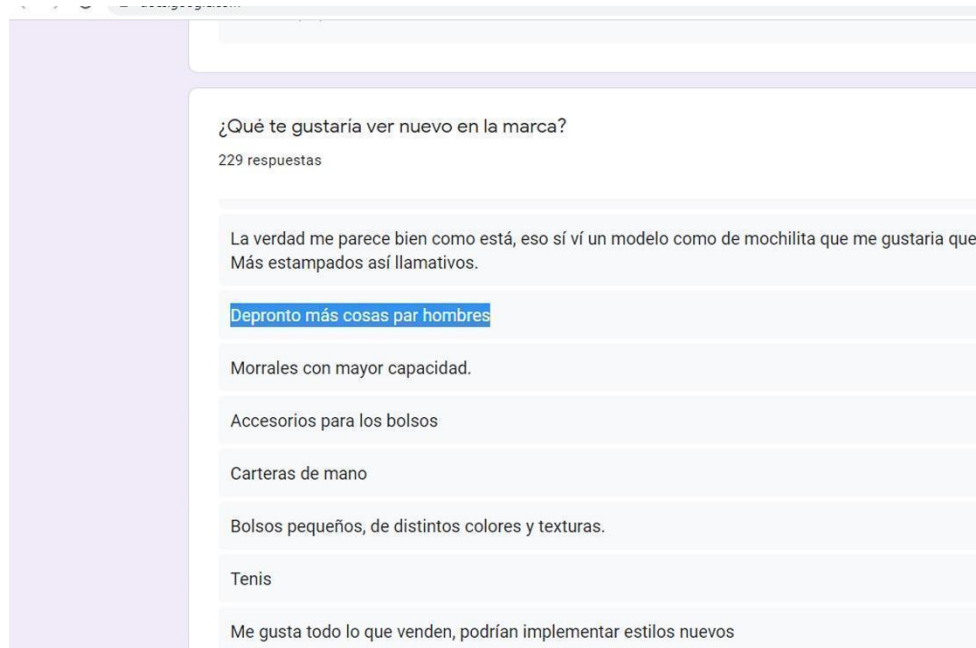 ¿Qué te gustaría ver nuevo en la marca?
229 respuestas
La verdad me parece bien como está, eso sí ví un modelo como de mochilita que me gustaria que
Más estampados así llamativos.
Depronto más cosas par hombres
Morrales con mayor capacidad.
Accesorios para los bolsos
Carteras de mano
Bolsos pequeños, de distintos colores y texturas.
Tenis
Me gusta todo lo que venden, podrían implementar estilos nuevos